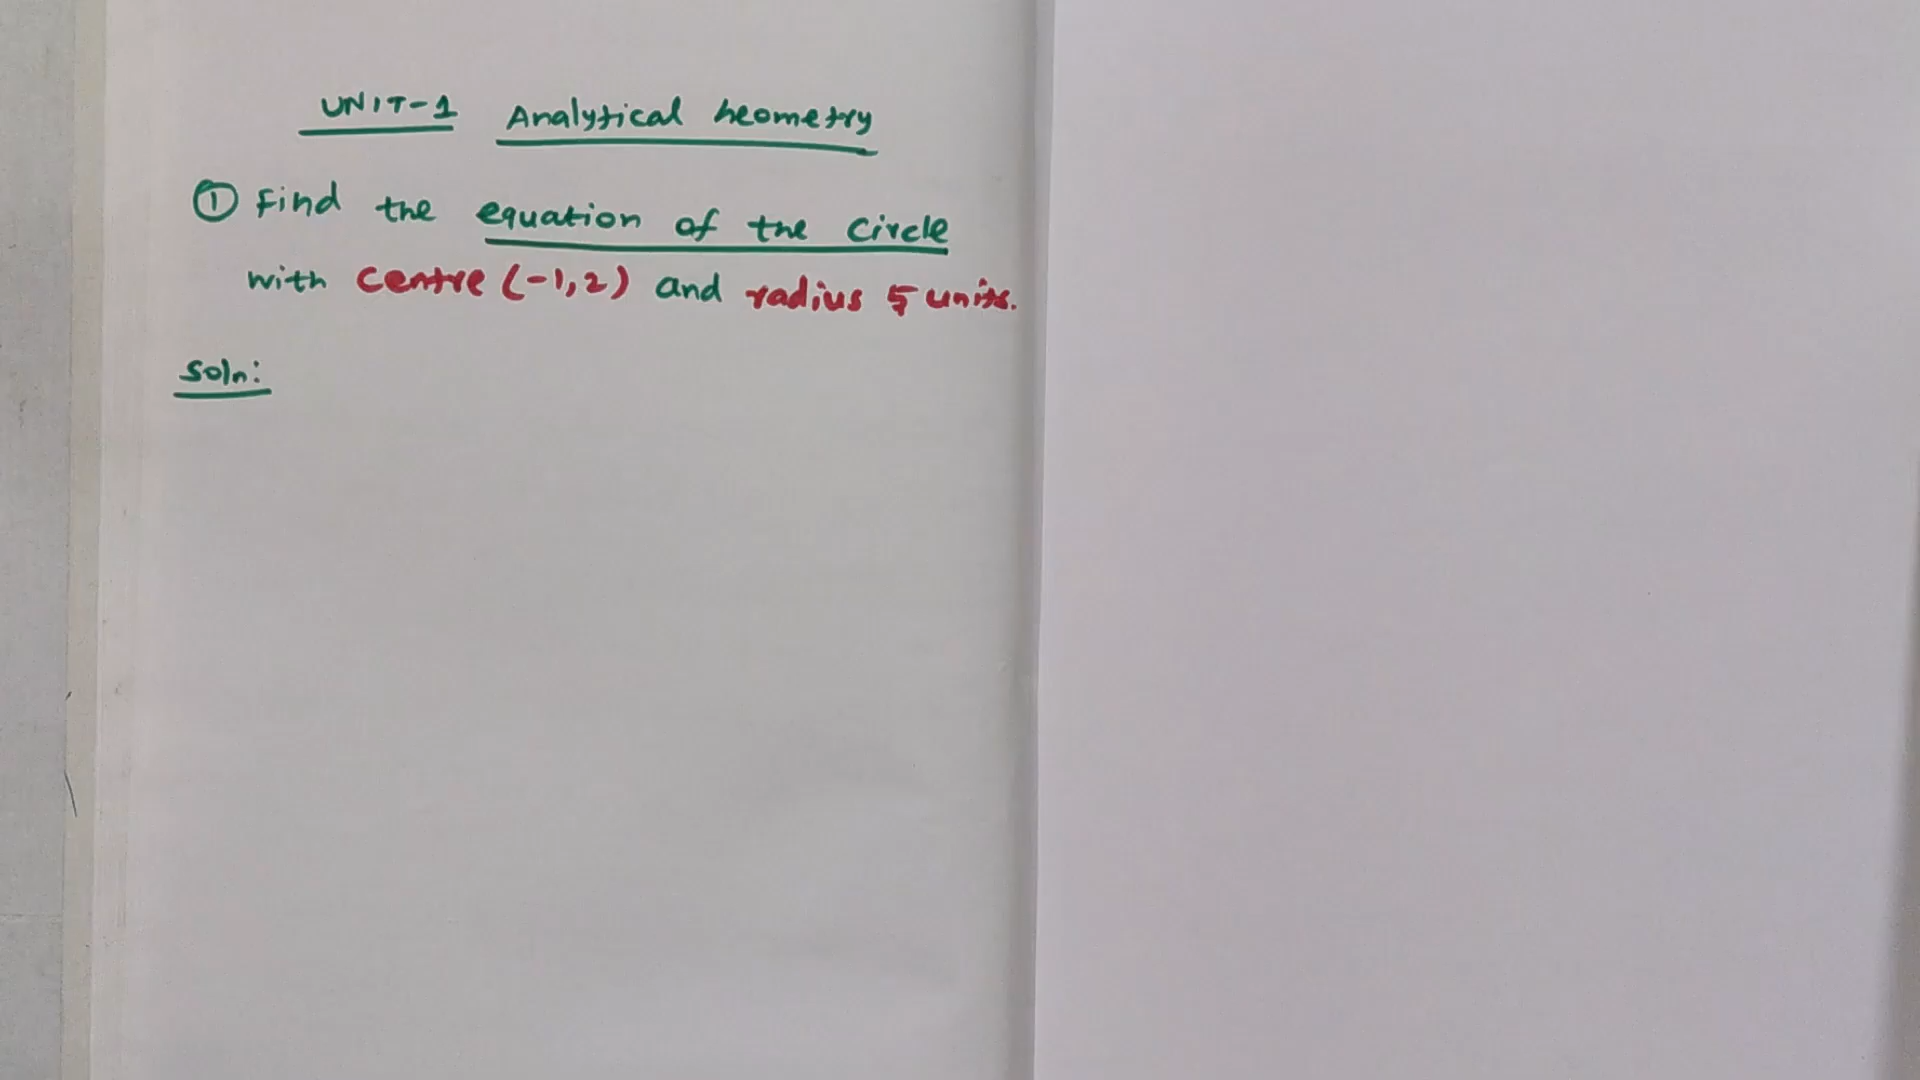 UNIT-1 Analytical Geometry
① Find the equation of the circle
with centre (-1,2) and radius 5 units.
Soln: